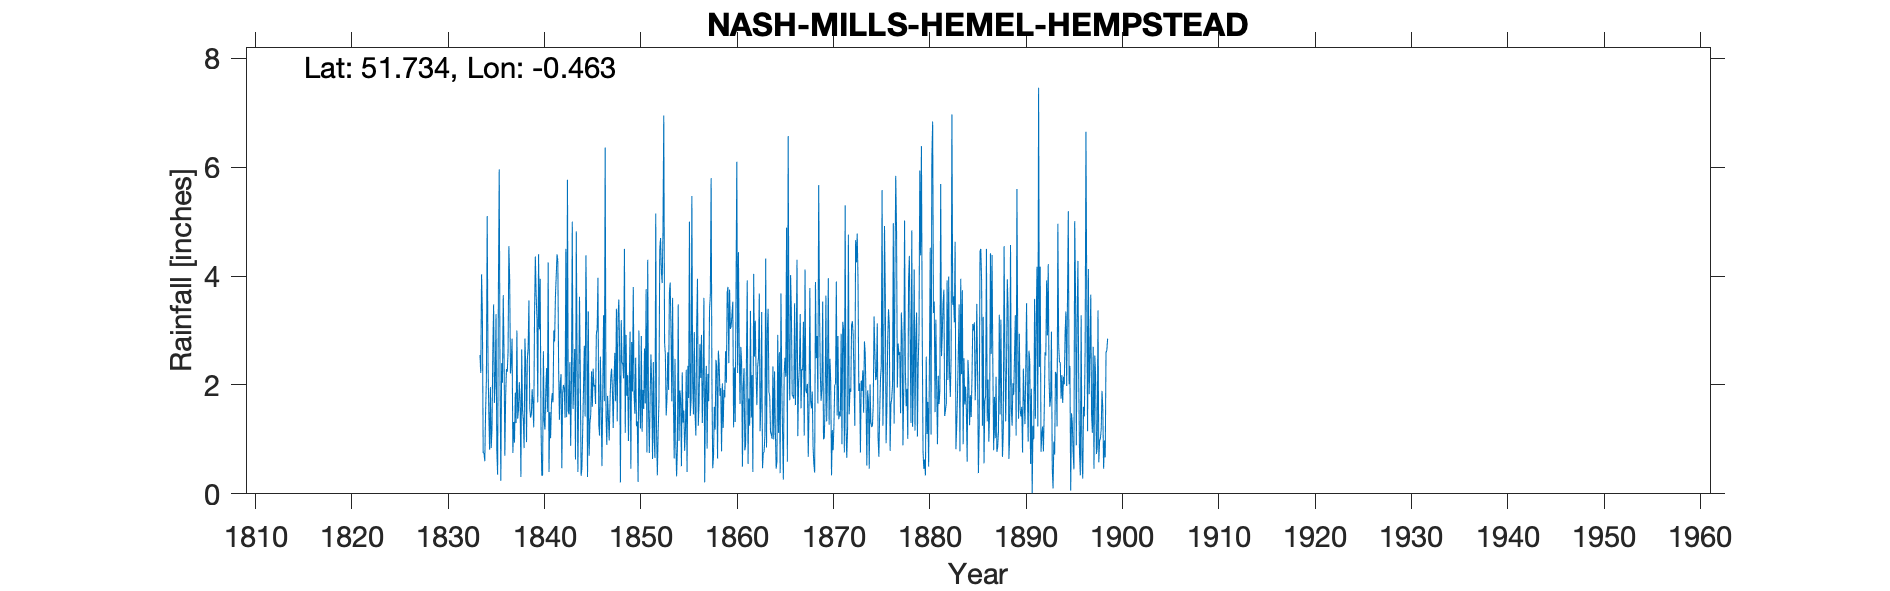 NASH-MILLS-HEMEL-HEMPSTEAD
Lat: 51.734, Lon: -0.463
8
6
4
2
0
Rainfall [inches]
1810 1820 1830 1840 1850 1860 1870 1880 1890 1900 1910 1920 1930 1940 1950 1960
Year